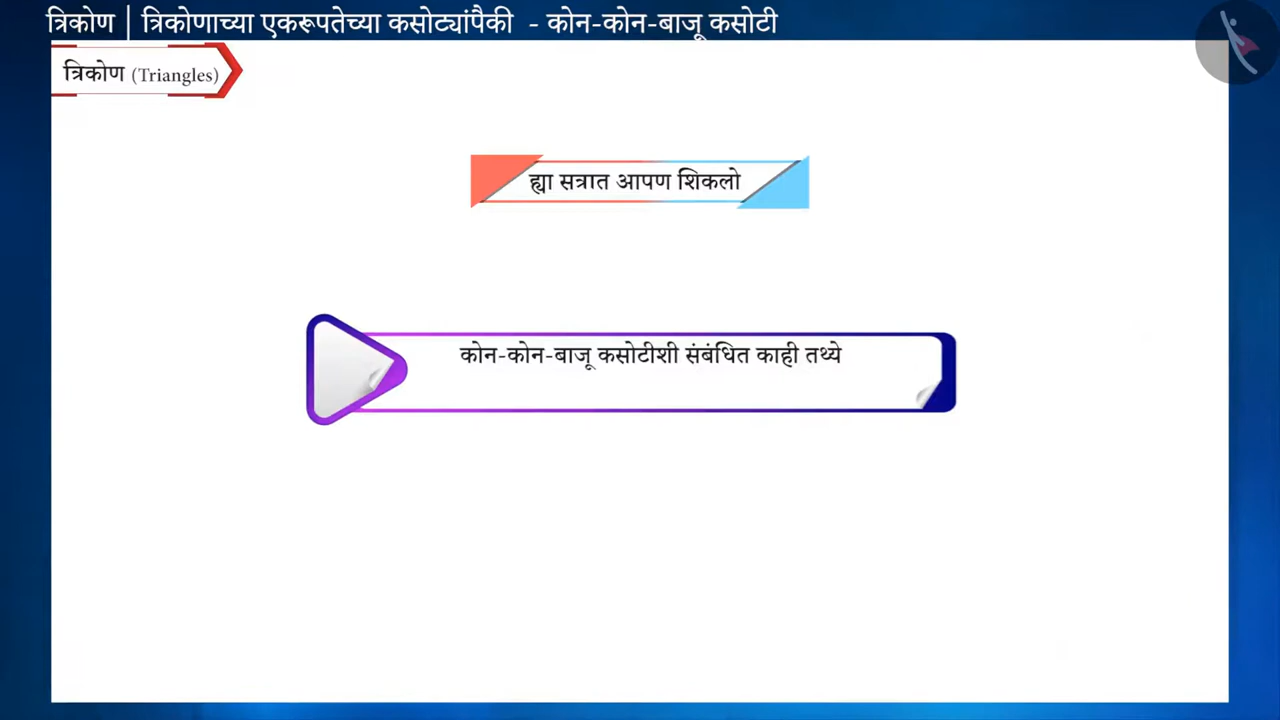 त्रिकोण | त्रिकोणाच्या एकरूपतेच्या कसोट्यांपैकी - कोन-कोन-बाजू कसोटी
त्रिकोण (Triangles)
ह्या सत्रात आपण शिकलो
कोन-कोन-बाजू कसोटीशी संबंधित काही तथ्ये